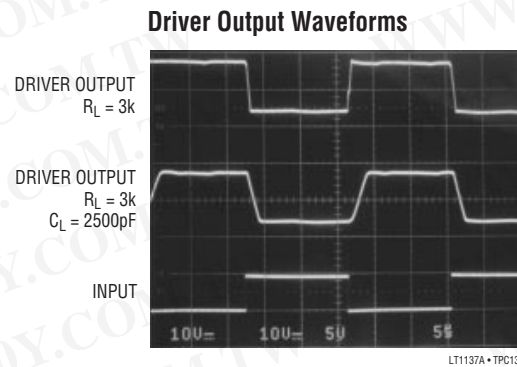 Driver Output Waveforms
DRIVER OUTPUT
RL = 3k
DRIVER OUTPUT
RL = 3k
CL = 2500pF
INPUT
10V 10V 5V 5
LT1137A • TPC13